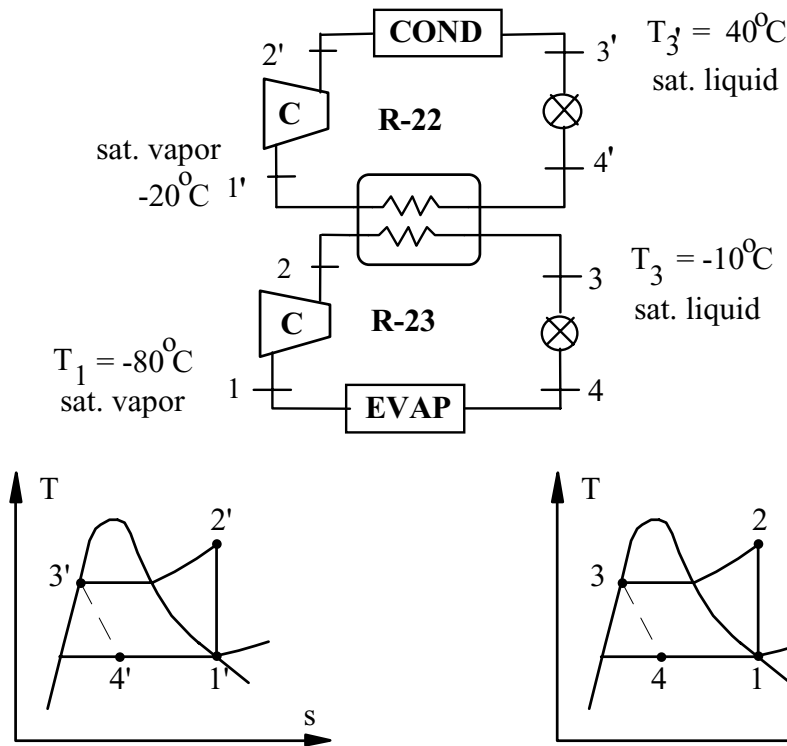 COND
2'
3'
T3' = 40°C
sat. liquid
C
R-22
sat. vapor
-20°C
1'
4'
2
3
T3 = -10°C
sat. liquid
C
R-23
T1 = -80°C
sat. vapor
1
EVAP
4
T
2'
3'
4'
1'
s
T
2
3
4
1